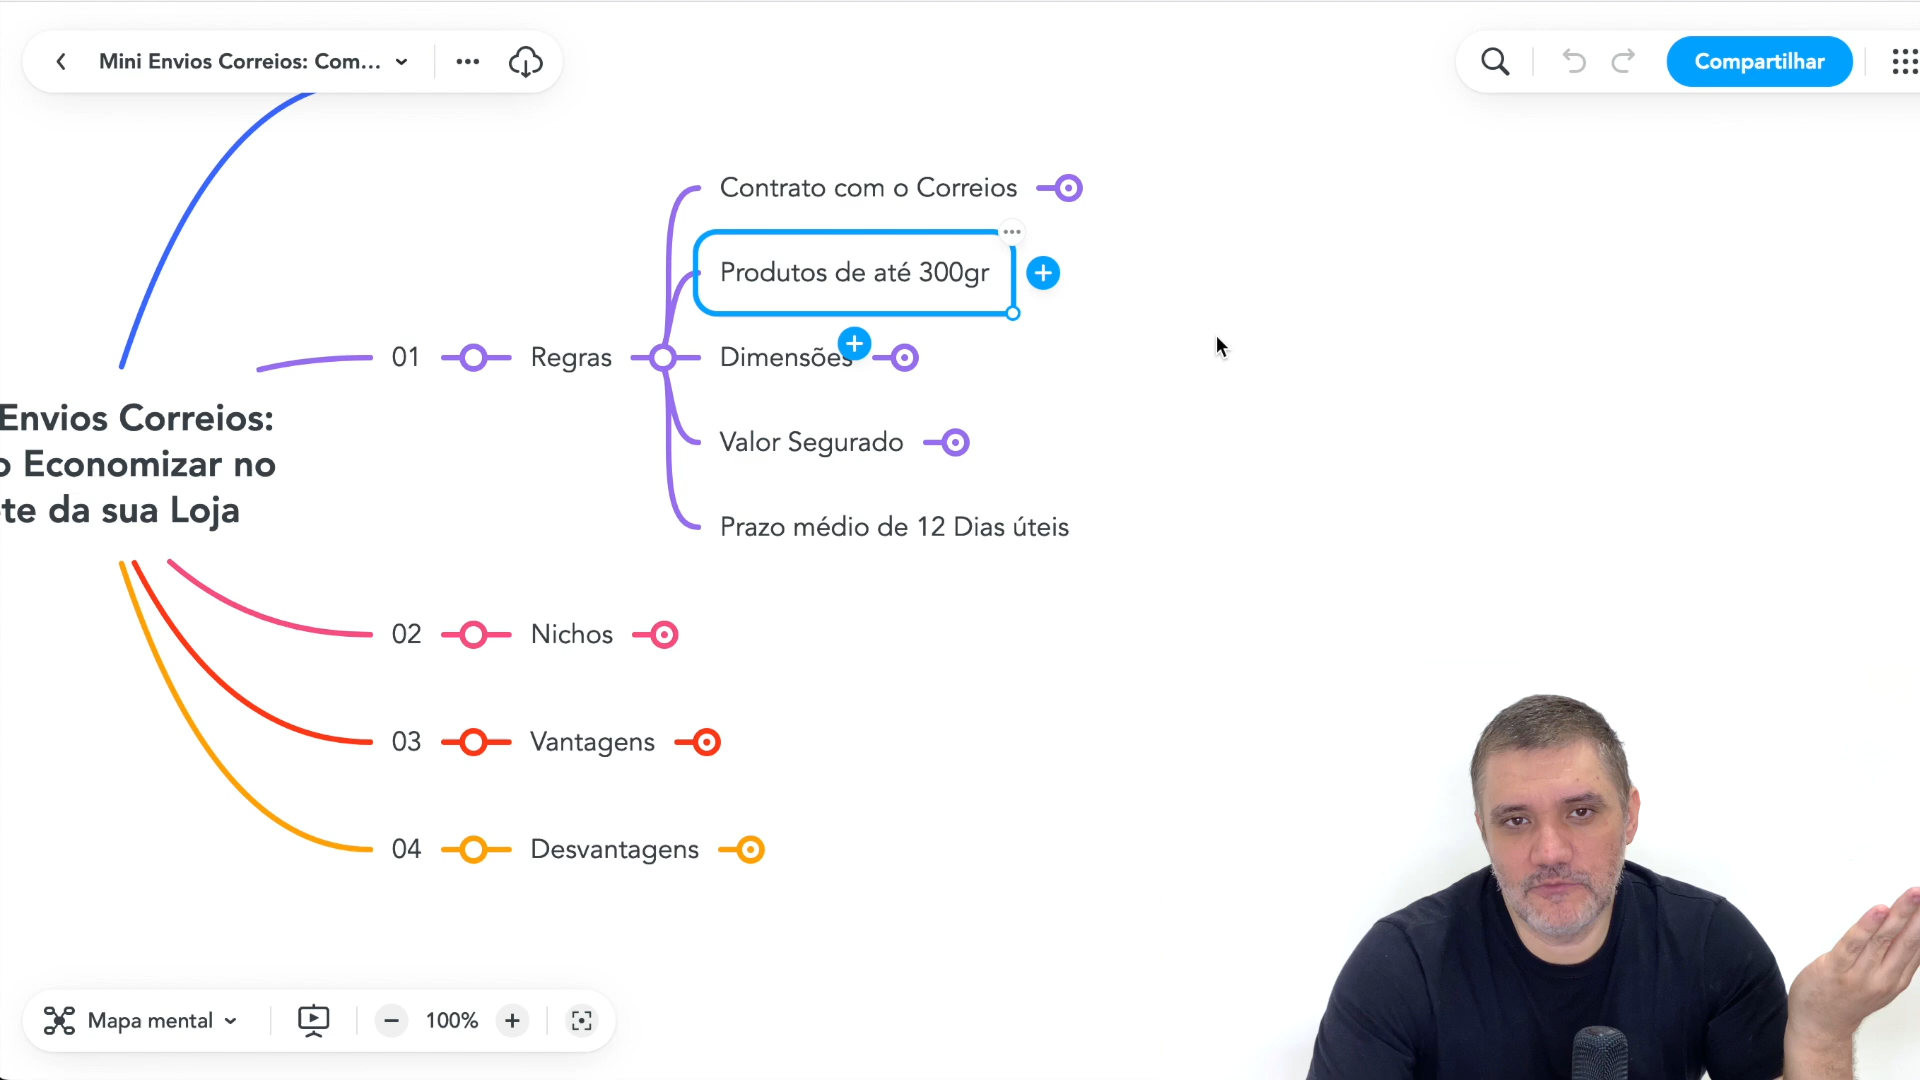 Mini Envios Correios: Com...
Compartilhar
Contrato com o Correios
Produtos de até 300gr
01
Regras
Dimensões
Envios Correios:
o Economizar no
te da sua Loja
Valor Segurado
Prazo médio de 12 Dias úteis
02
Nichos
03
Vantagens
04
Desvantagens
Mapa mental
100%